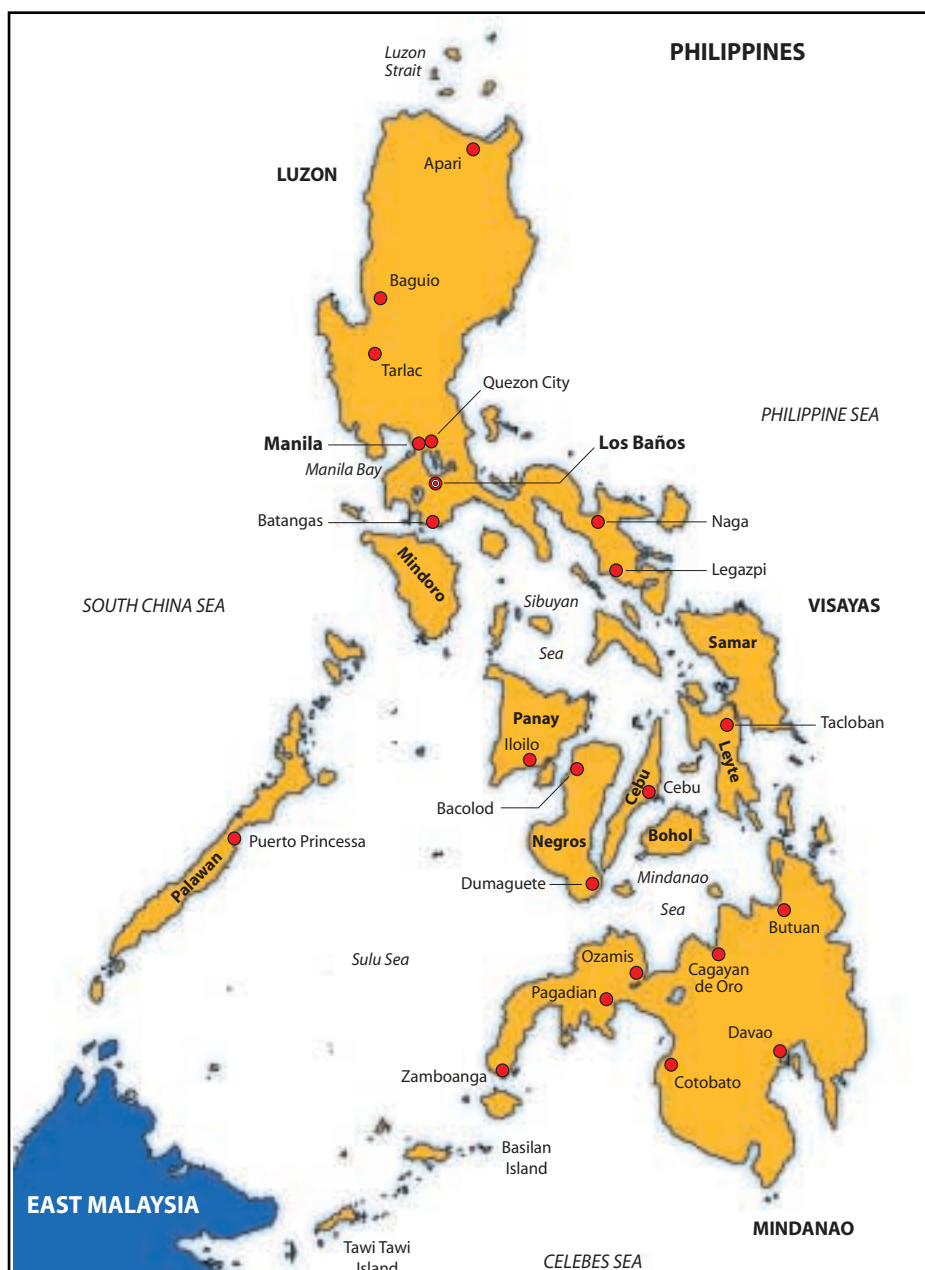 Luzon
Strait
PHILIPPINES
Apari
LUZON
Baguio
Tarlac
Quezon City
PHILIPPINE SEA
Manila
Los Baños
Manila Bay
Batangas
Naga
Mindoro
Legazpi
SOUTH CHINA SEA
Sibuyan
Sea
VISAYAS
Samar
Panay
Tacloban
Iloilo
Leyte
Cebu
Cebu
Bacolod
Negros
Bohol
Puerto Princessa
Palawan
Dumaguete
Mindanao
Sea
Butuan
Sulu Sea
Ozamis
Cagayan
de Oro
Pagadian
Davao
Zamboanga
Cotobato
Basilan
Island
EAST MALAYSIA
MINDANAO
Tawi Tawi
Island
CELEBES SEA